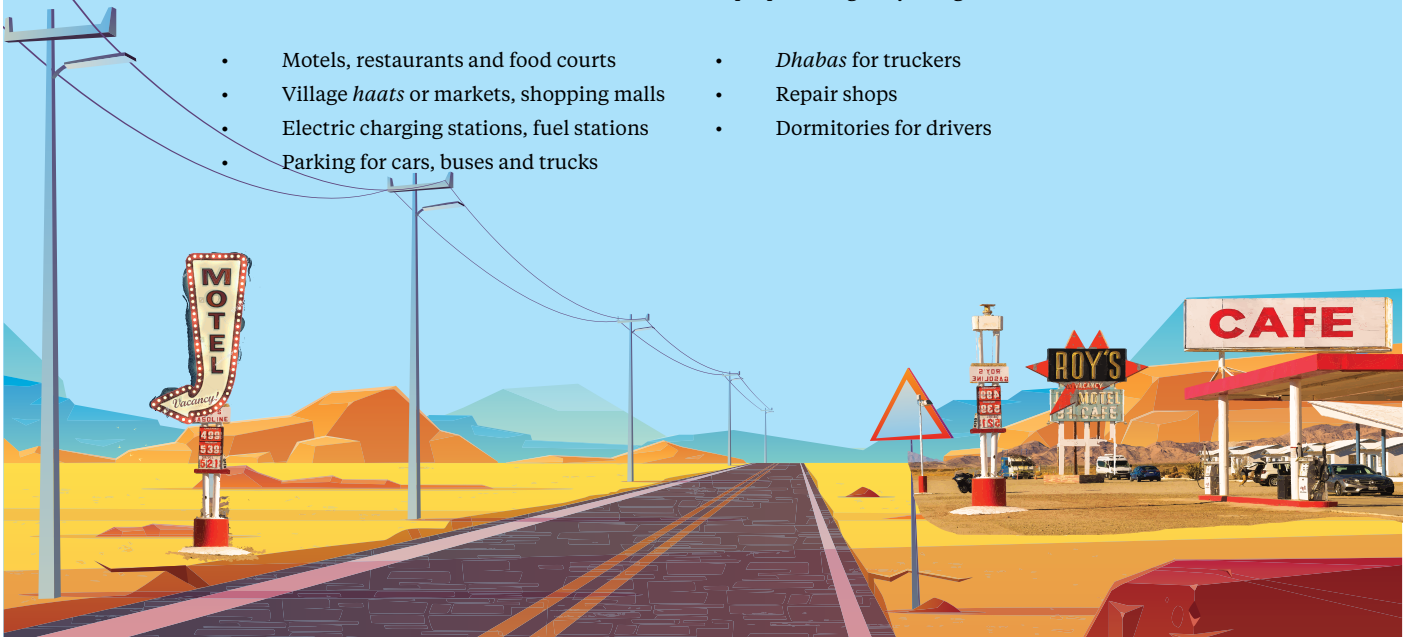 Motels, restaurants and food courts
Village haats or markets, shopping malls
Electric charging stations, fuel stations
Parking for cars, buses and trucks
Dhabas for truckers
Repair shops
Dormitories for drivers
MOTEL
Vacancy!
499
539
ROY'S
GASOLINE
ROY'S
VACANCY
MOTEL
CAFE
CAFE